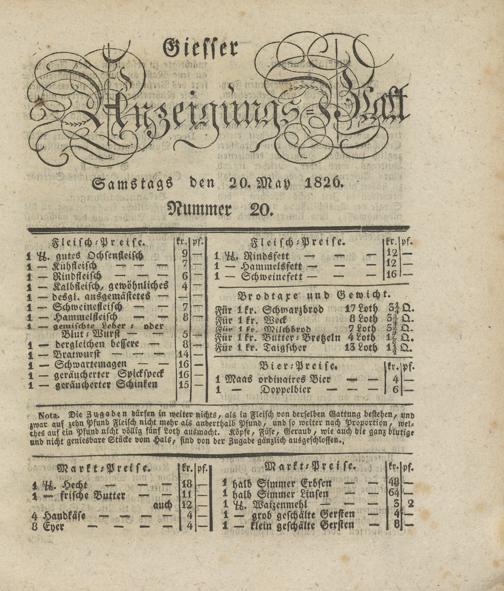 Giesser
Anzeigungs-Blatt
Samstags den 20. May 1826.
Nummer 20.
Fleisch-Preise. kr. pf.
1 ℔. gutes Ochsenfleisch 9 —
1 — Kuhfleisch — — 7 —
1 — Rindfleisch — — 6 —
1 — Kalbfleisch, gewöhnliches 4 —
1 — desgl. ausgemästetes —
1 — Schweinefleisch — — 7 —
1 — Hammelfleisch — — 8 —
1 — gemischte Leber- oder
Blut-Wurst — — 5 —
1 — dergleichen bessere — 8 —
1 — Bratwurst — — 14 —
1 — Schwartenagen — — 16 —
1 — geräucherter Spickspeck 16 —
1 — geräucherter Schinken 15
Fleisch-Preise. kr. pf.
1 ℔. Rindsfett — — 12 —
1 — Hammelsfett — — 12 —
1 — Schweinefett — — 16 —
Brodtaxe und Gewicht.
Für 1 kr. Schwarzbrod 17 Loth Q.
Für 1 kr. Weck 8 Loth Q.
Für 1 kr. Milchbrod 7 Loth Q.
Für 1 kr. Butter-Bretzeln 4 Loth Q.
Für 1 kr. Taigscher 13 Loth Q.
Bier-Preise. kr. pf.
1 Maas ordinaires Bier — 4 —
1 — Doppelbier — 6 —
Nota. Die Zugaben dürfen in weiter nichts, als in Fleisch von derselben Gattung bestehen, und
zwar auf zehn Pfund Fleisch nicht mehr als anderthalb Pfund, und so weiter nach Proportion, wel-
ches auf ein Pfund nicht völlig fünf Loth ausmacht. Köpfe, Füße, Geraub, wie auch die ganz blutige
und nicht geniesbare Stücke vom Hals, sind von der Zugabe gänzlich ausgeschlossen.
Markt-Preise. kr. pf.
1 ℔. Hecht — — 18 —
1 — frische Butter — — 11 —
auch 12 —
4 Handkäse — — — 4 —
8 Eyer — — — — 4 —
Markt-Preise. kr. pf.
1 halb Simmer Erbsen — 48 —
1 halb Simmer Linsen — 64 —
1 ℔. Waizenmehl — — 3 2
1 — grob geschälte Gersten — 4 —
1 — klein geschälte Gersten — 8 —